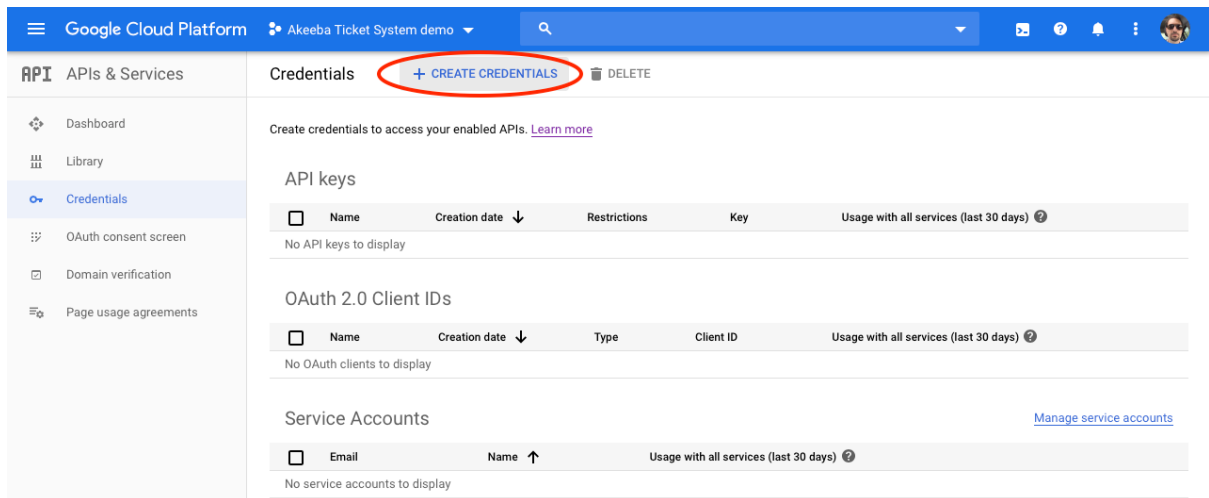 Google Cloud Platform Akeeba Ticket System demo
API APIs & Services
Credentials + CREATE CREDENTIALS DELETE
Dashboard
Library
Credentials
OAuth consent screen
Domain verification
Page usage agreements
Create credentials to access your enabled APIs. Learn more
API keys
Name Creation date Restrictions Key Usage with all services (last 30 days)
No API keys to display
OAuth 2.0 Client IDs
Name Creation date Type Client ID Usage with all services (last 30 days)
No OAuth clients to display
Service Accounts Manage service accounts
Email Name Usage with all services (last 30 days)
No service accounts to display